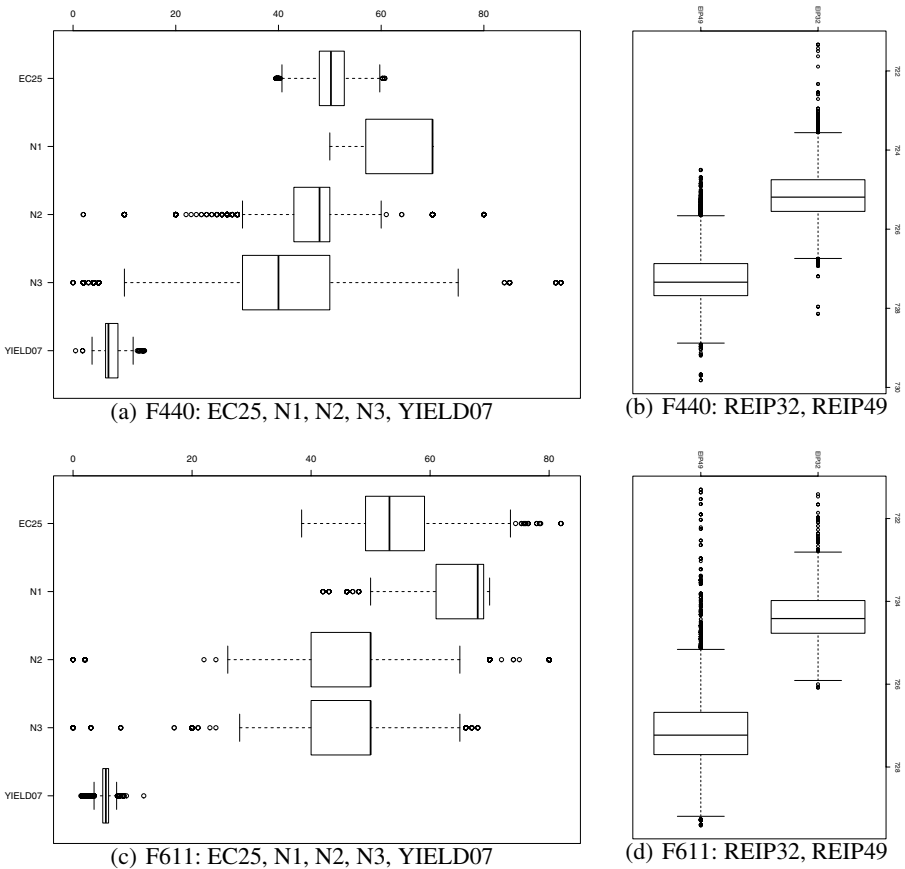 0 20 40 60 80
EC25
N1
N2
N3
YIELD07
(a) F440: EC25, N1, N2, N3, YIELD07
EIP49 EIP32
722
724
726
728
730
(b) F440: REIP32, REIP49
0 20 40 60 80
EC25
N1
N2
N3
YIELD07
(c) F611: EC25, N1, N2, N3, YIELD07
EIP49 EIP32
722
724
726
728
(d) F611: REIP32, REIP49